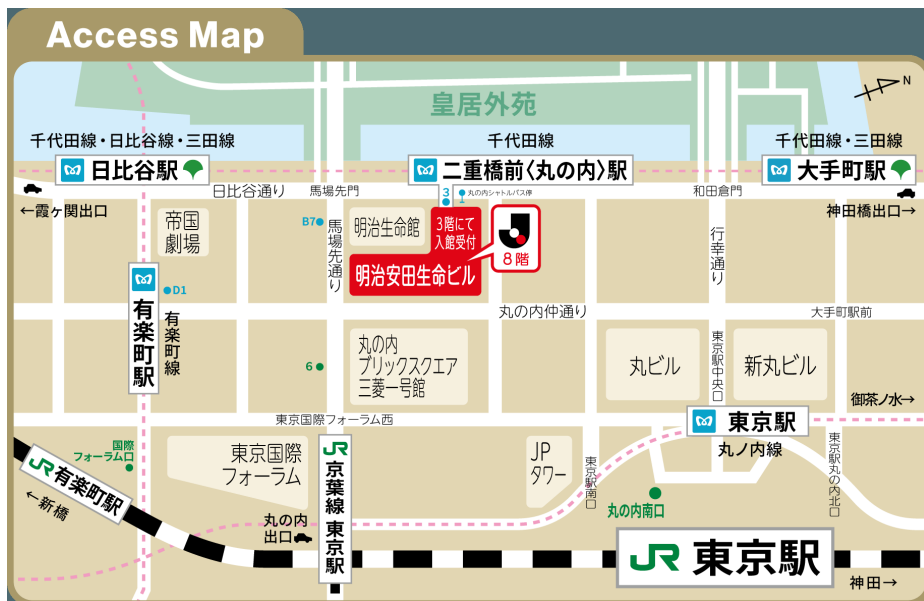 Access Map
N
皇居外苑
千代田線・日比谷線・三田線
千代田線
千代田線・三田線
日比谷駅
二重橋前〈丸の内〉駅
大手町駅
日比谷通り
馬場先門
3
1
丸の内シャトルバス停
和田倉門
←霞ヶ関出口
神田橋出口→
帝国
劇場
B7
馬場先通り
明治生命館
3階にて
入館受付
8階
明治安田生命ビル
行幸通り
有楽町駅
D1
有楽町線
丸の内仲通り
大手町駅前
6
丸の内
ブリックスクエア
三菱一号館
丸ビル
東京駅中央口
新丸ビル
御茶ノ水→
東京国際フォーラム西
東京駅
丸ノ内線
国際
フォーラム口
東京国際
フォーラム
JR
京葉線 東京駅
JP
タワー
東京駅南口
丸の内南口
東京駅丸の内北口
JR有楽町駅
←新橋
丸の内
出口
JR 東京駅
神田→